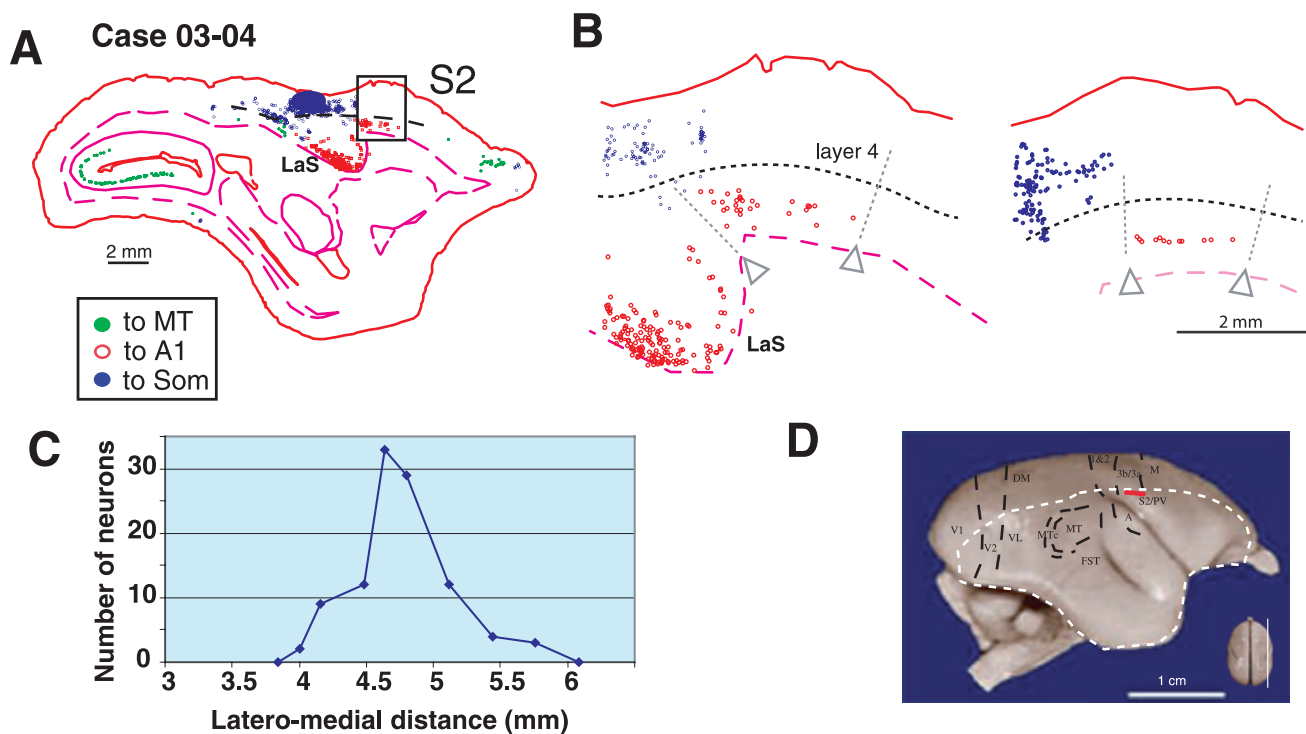 Case 03-04
A
S2
LaS
2 mm
to MT
to A1
to Som
B
layer 4
LaS
2 mm
C
Number of neurons
30
20
10
0
3 3.5 4 4.5 5 5.5 6
Latero-medial distance (mm)
D
1&2
3b/3a
M
DM
S2/PV
V1
V2
VL
MTc
MT
A
FST
1 cm